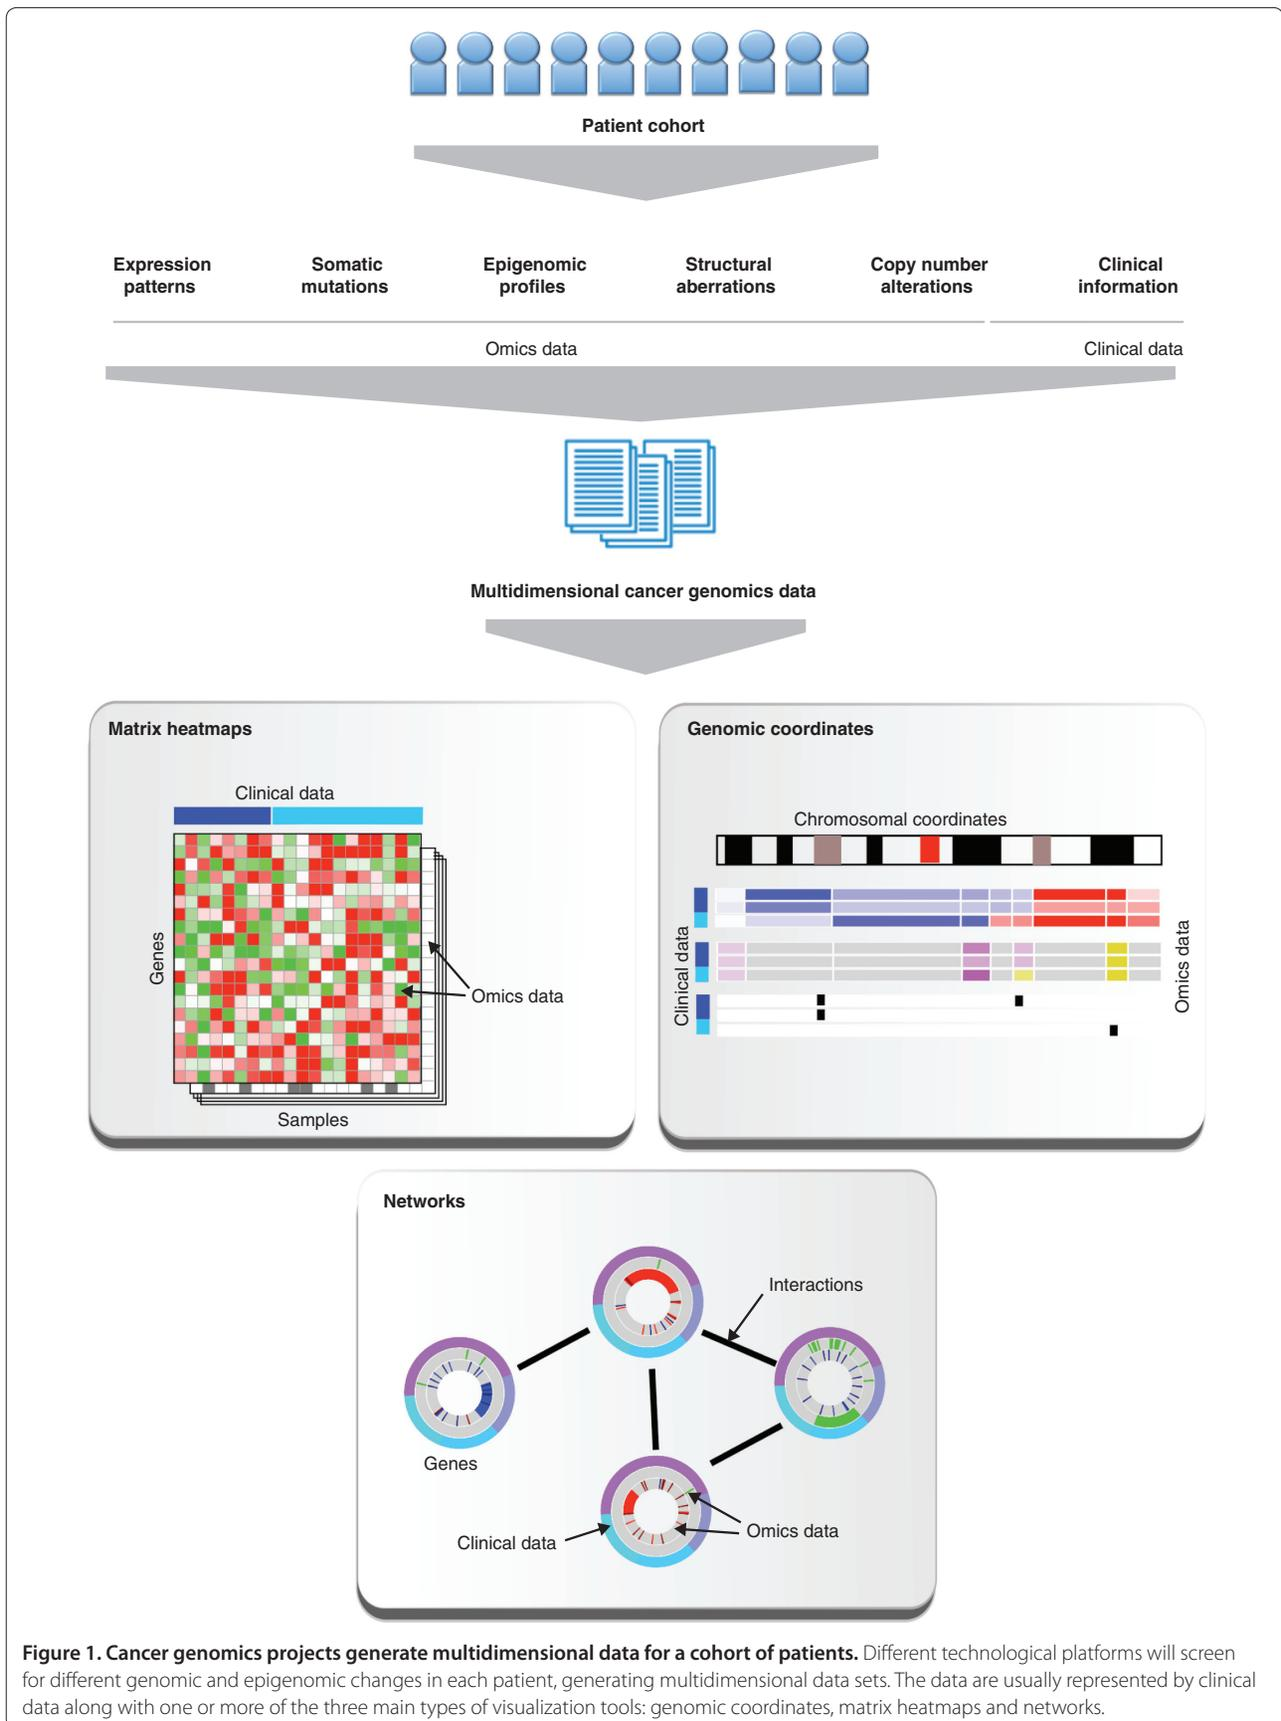 Patient cohort
Expression patterns
Somatic mutations
Epigenomic profiles
Structural aberrations
Copy number alterations
Clinical information
Omics data
Clinical data
Multidimensional cancer genomics data
Matrix heatmaps
Clinical data
Genes
Omics data
Samples
Genomic coordinates
Chromosomal coordinates
Clinical data
Omics data
Networks
Interactions
Genes
Clinical data
Omics data
Figure 1. Cancer genomics projects generate multidimensional data for a cohort of patients. Different technological platforms will screen
for different genomic and epigenomic changes in each patient, generating multidimensional data sets. The data are usually represented by clinical
data along with one or more of the three main types of visualization tools: genomic coordinates, matrix heatmaps and networks.